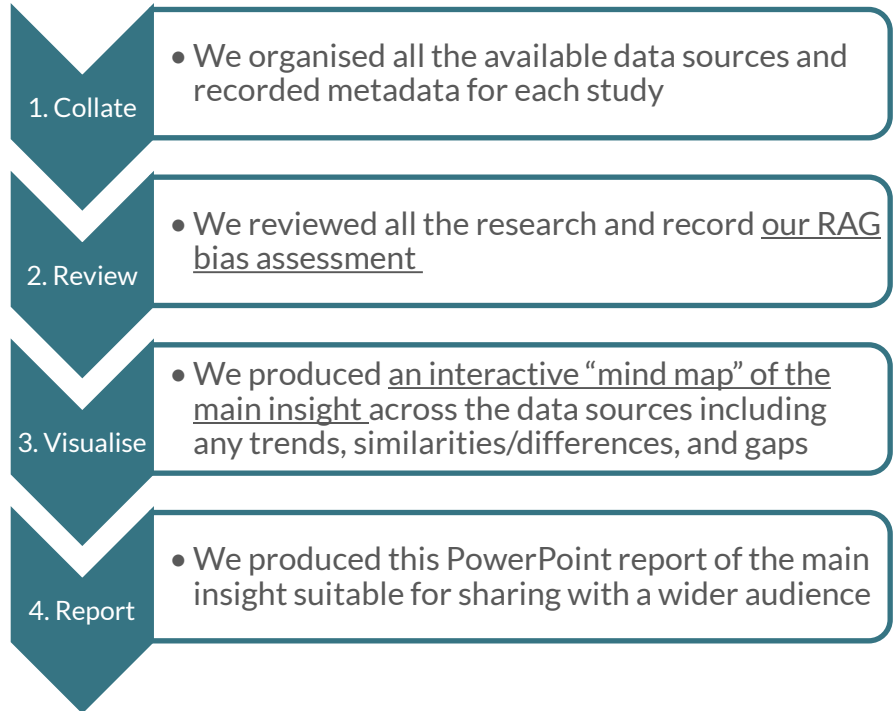 1. Collate
• We organised all the available data sources and
recorded metadata for each study
2. Review
• We reviewed all the research and record our RAG
bias assessment
3. Visualise
• We produced an interactive “mind map” of the
main insight across the data sources including
any trends, similarities/differences, and gaps
4. Report
• We produced this PowerPoint report of the main
insight suitable for sharing with a wider audience